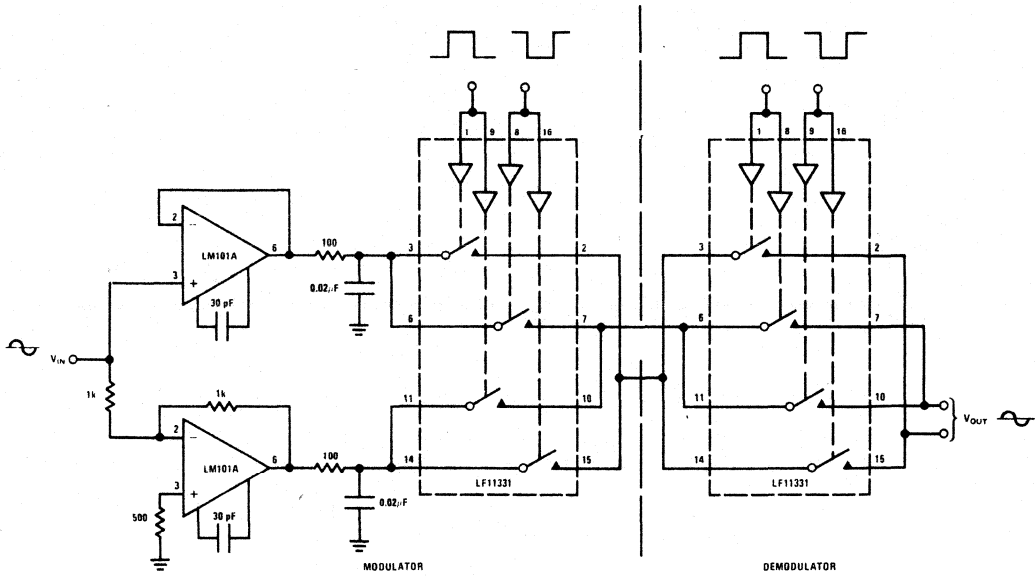 1 9 8 16
1 8 9 16
2 LM101A 6
3
30 pF
100
0.02µF
3 2
6 7
3 2
6 7
VIN
1k
1k
11 10
11 10
VOUT
2 LM101A 6
3
500
30 pF
100
0.02µF
14 15
LF11331
14 15
LF11331
MODULATOR
DEMODULATOR